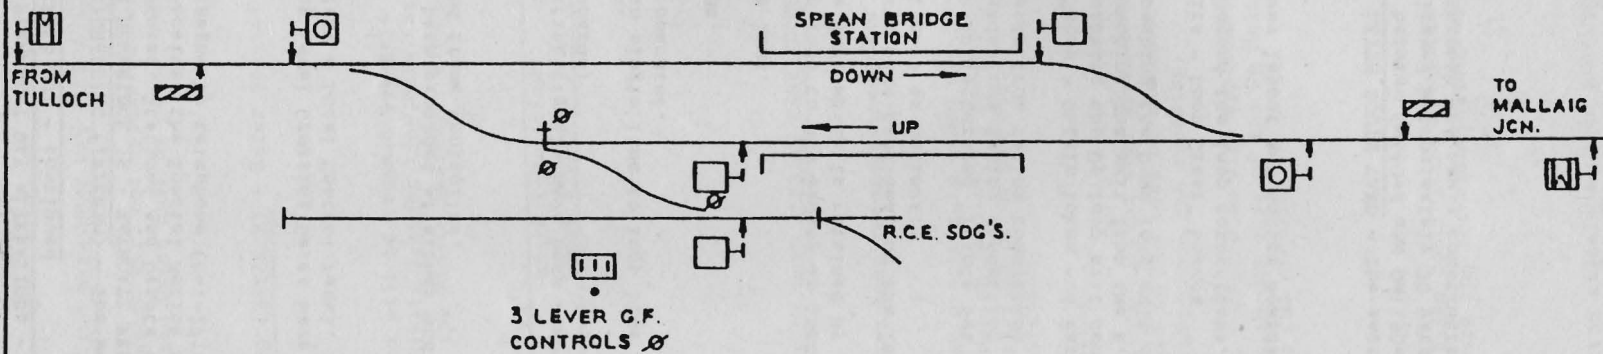 SPEAN BRIDGE
STATION
FROM
TULLOCH
DOWN
TO
MALLAIG
JCN.
UP
R.C.E. SDG'S.
3 LEVER G.F.
CONTROLS Ø